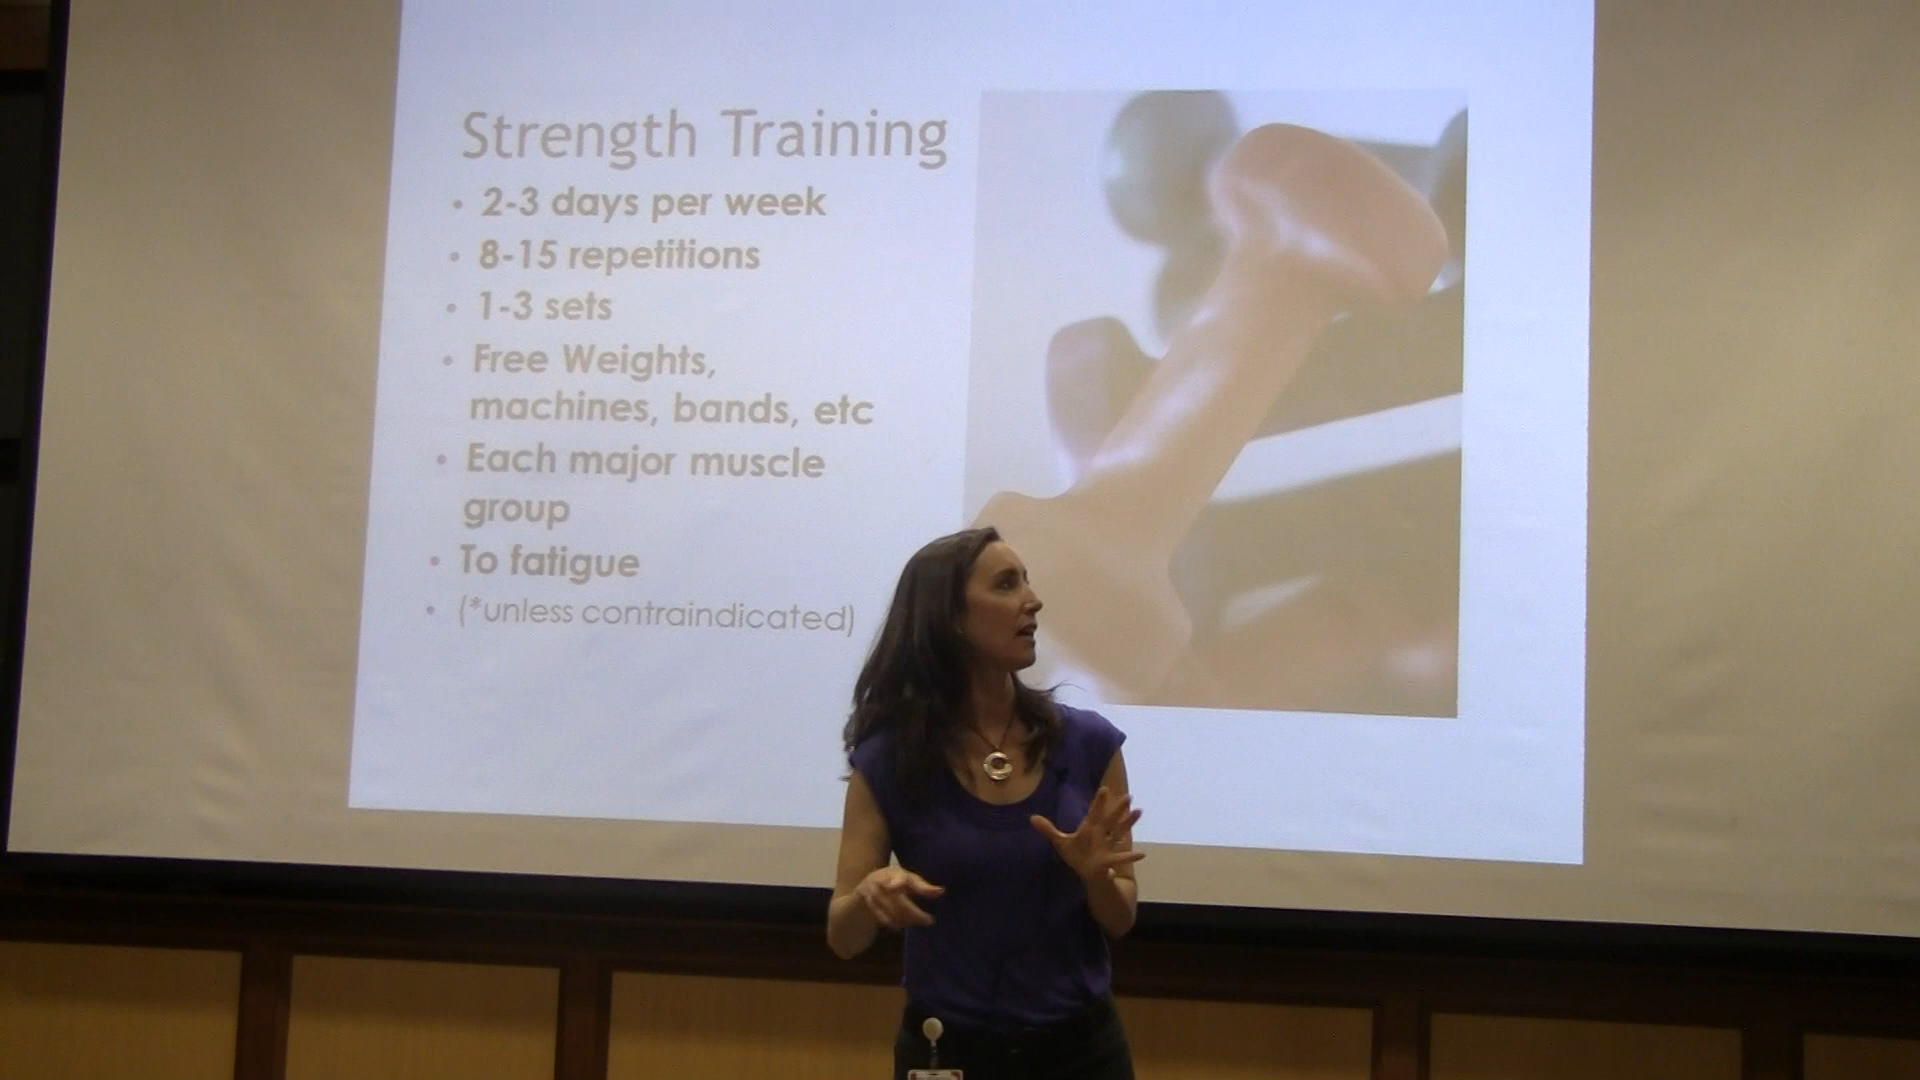 Strength Training
• 2-3 days per week
• 8-15 repetitions
• 1-3 sets
• Free Weights,
machines, bands, etc
• Each major muscle
group
• To fatigue
• (*unless contraindicated)